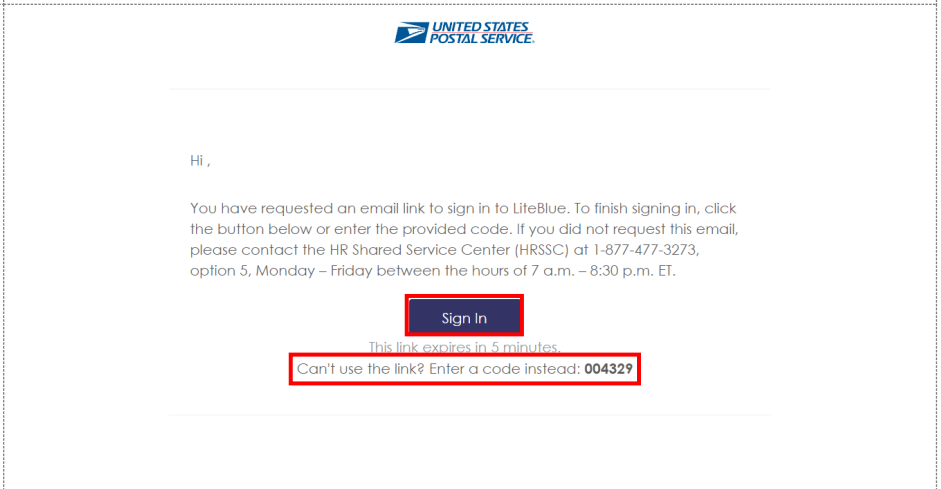 UNITED STATES
POSTAL SERVICE.
Hi ,
You have requested an email link to sign in to LiteBlue. To finish signing in, click
the button below or enter the provided code. If you did not request this email,
please contact the HR Shared Service Center (HRSSC) at 1-877-477-3273,
option 5, Monday – Friday between the hours of 7 a.m. – 8:30 p.m. ET.
Sign In
This link expires in 5 minutes.
Can't use the link? Enter a code instead: 004329